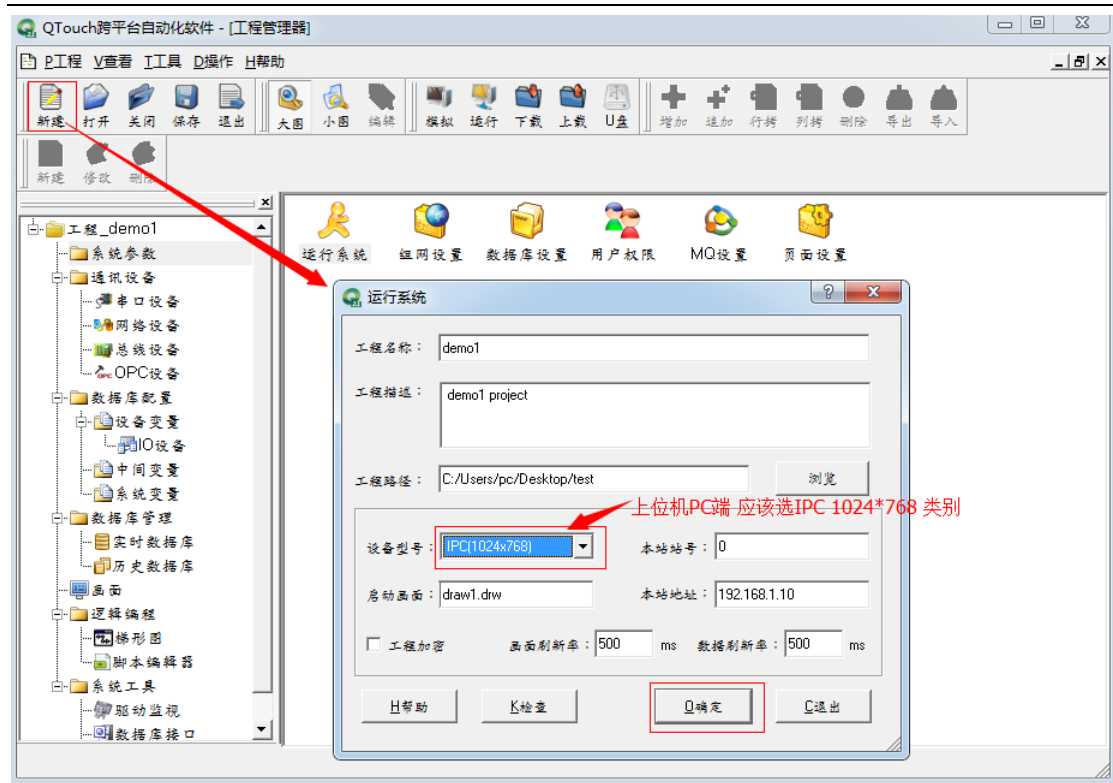 QTouch跨平台自动化软件 - [工程管理器]
P工程 V查看 T工具 D操作 H帮助
新建 打开 关闭 保存 退出 大图 小图 编辑 模拟 运行 下载 上载 U盘 增加 追加 行拷 列拷 删除 导出 导入
新建 修改 删除
工程_demo1
系统参数
通讯设备
串口设备
网络设备
总线设备
OPC设备
数据库配置
设备变量
IO设备
中间变量
系统变量
数据库管理
实时数据库
历史数据库
画面
逻辑编程
梯形图
脚本编辑器
系统工具
驱动监视
数据库接口
运行系统 组网设置 数据库设置 用户权限 MQ设置 页面设置
运行系统
工程名称： demo1
工程描述： demo1 project
工程路径： C:/Users/pc/Desktop/test 浏览
上位机PC端 应该选IPC 1024*768 类别
设备型号： IPC(1024x768) 本站站号： 0
启动画面： draw1.drw 本站地址： 192.168.1.10
工程加密 画面刷新率： 500 ms 数据刷新率： 500 ms
H帮助 K检查 O确定 C退出